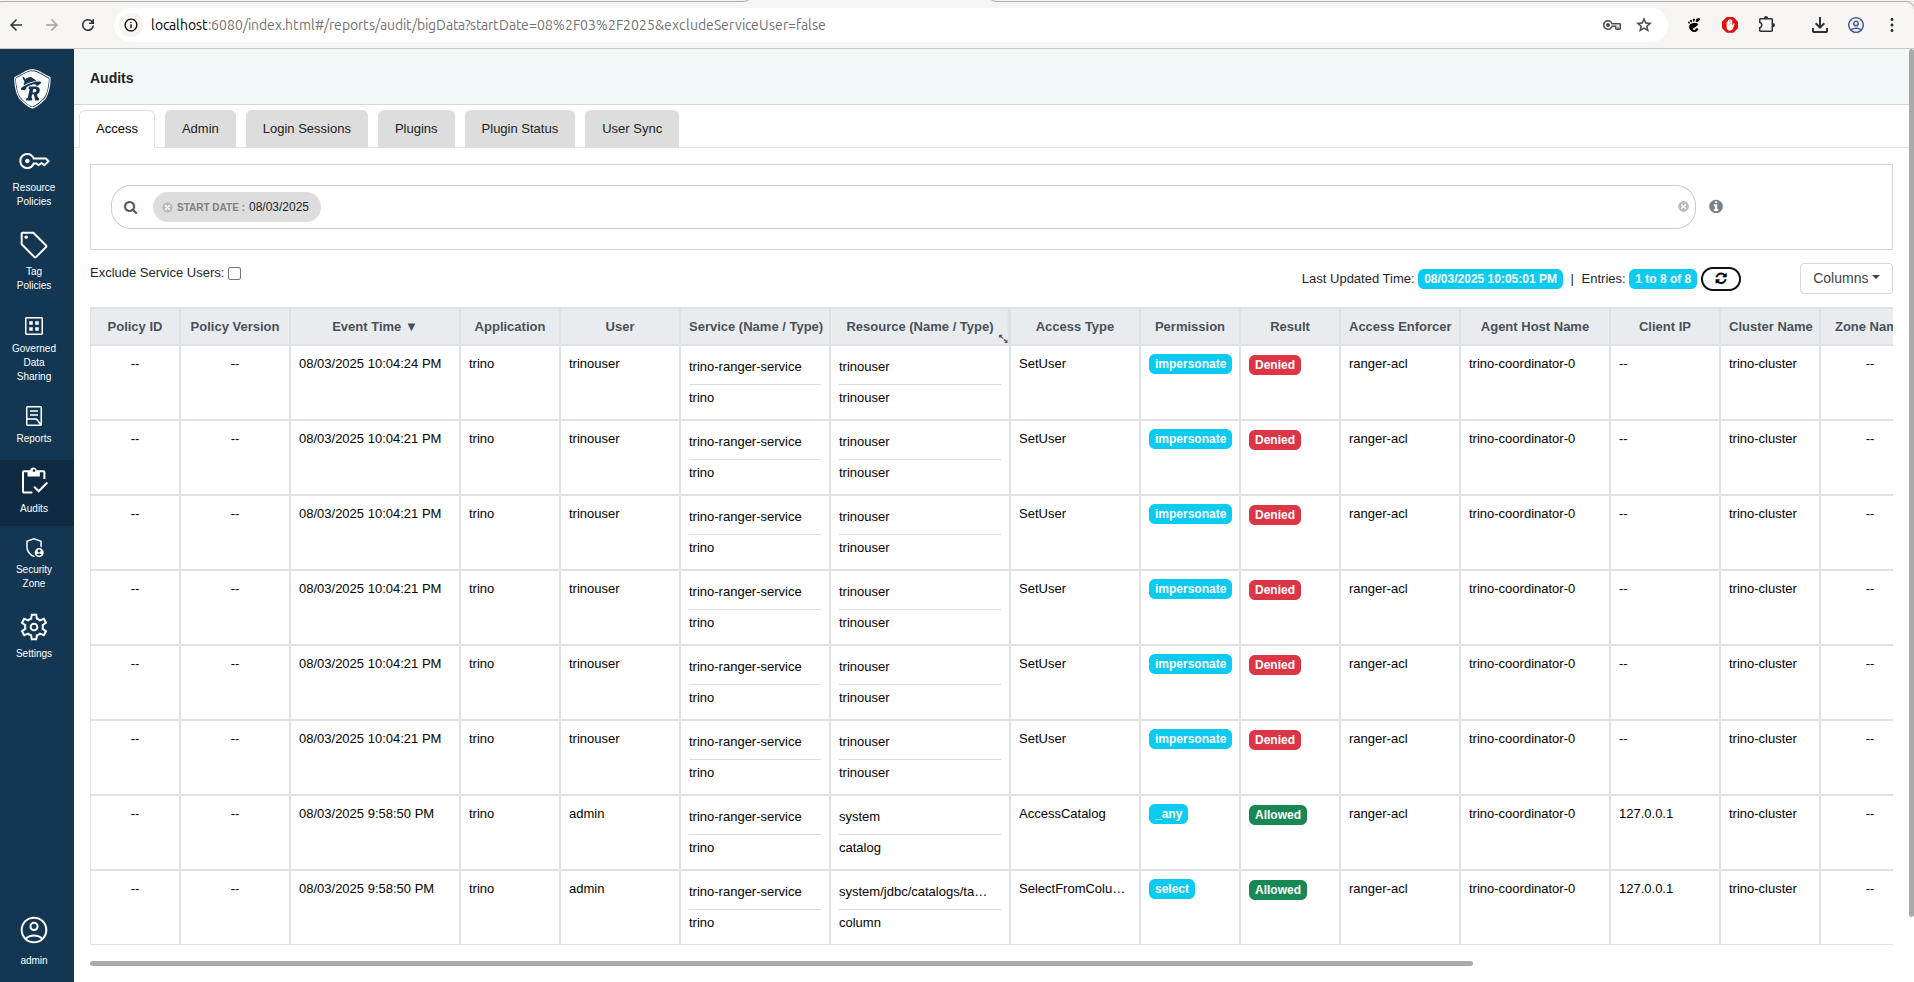 localhost:6080/index.html#/reports/audit/bigData?startDate=08%2F03%2F2025&excludeServiceUser=false
Audits
Access Admin Login Sessions Plugins Plugin Status User Sync
Resource
Policies
Tag
Policies
Governed
Data
Sharing
Reports
Audits
Security
Zone
Settings
admin
START DATE : 08/03/2025
Exclude Service Users:
Last Updated Time: 08/03/2025 10:05:01 PM | Entries: 1 to 8 of 8
Columns
Policy ID Policy Version Event Time ▼ Application User Service (Name / Type) Resource (Name / Type) Access Type Permission Result Access Enforcer Agent Host Name Client IP Cluster Name Zone Nam
-- -- 08/03/2025 10:04:24 PM trino trinouser trino-ranger-service trinouser SetUser impersonate Denied ranger-acl trino-coordinator-0 -- trino-cluster --
trino trinouser
-- -- 08/03/2025 10:04:21 PM trino trinouser trino-ranger-service trinouser SetUser impersonate Denied ranger-acl trino-coordinator-0 -- trino-cluster --
trino trinouser
-- -- 08/03/2025 10:04:21 PM trino trinouser trino-ranger-service trinouser SetUser impersonate Denied ranger-acl trino-coordinator-0 -- trino-cluster --
trino trinouser
-- -- 08/03/2025 10:04:21 PM trino trinouser trino-ranger-service trinouser SetUser impersonate Denied ranger-acl trino-coordinator-0 -- trino-cluster --
trino trinouser
-- -- 08/03/2025 10:04:21 PM trino trinouser trino-ranger-service trinouser SetUser impersonate Denied ranger-acl trino-coordinator-0 -- trino-cluster --
trino trinouser
-- -- 08/03/2025 10:04:21 PM trino trinouser trino-ranger-service trinouser SetUser impersonate Denied ranger-acl trino-coordinator-0 -- trino-cluster --
trino trinouser
-- -- 08/03/2025 9:58:50 PM trino admin trino-ranger-service system AccessCatalog _any Allowed ranger-acl trino-coordinator-0 127.0.0.1 trino-cluster --
trino catalog
-- -- 08/03/2025 9:58:50 PM trino admin trino-ranger-service system/jdbc/catalogs/ta… SelectFromColu… select Allowed ranger-acl trino-coordinator-0 127.0.0.1 trino-cluster --
trino column